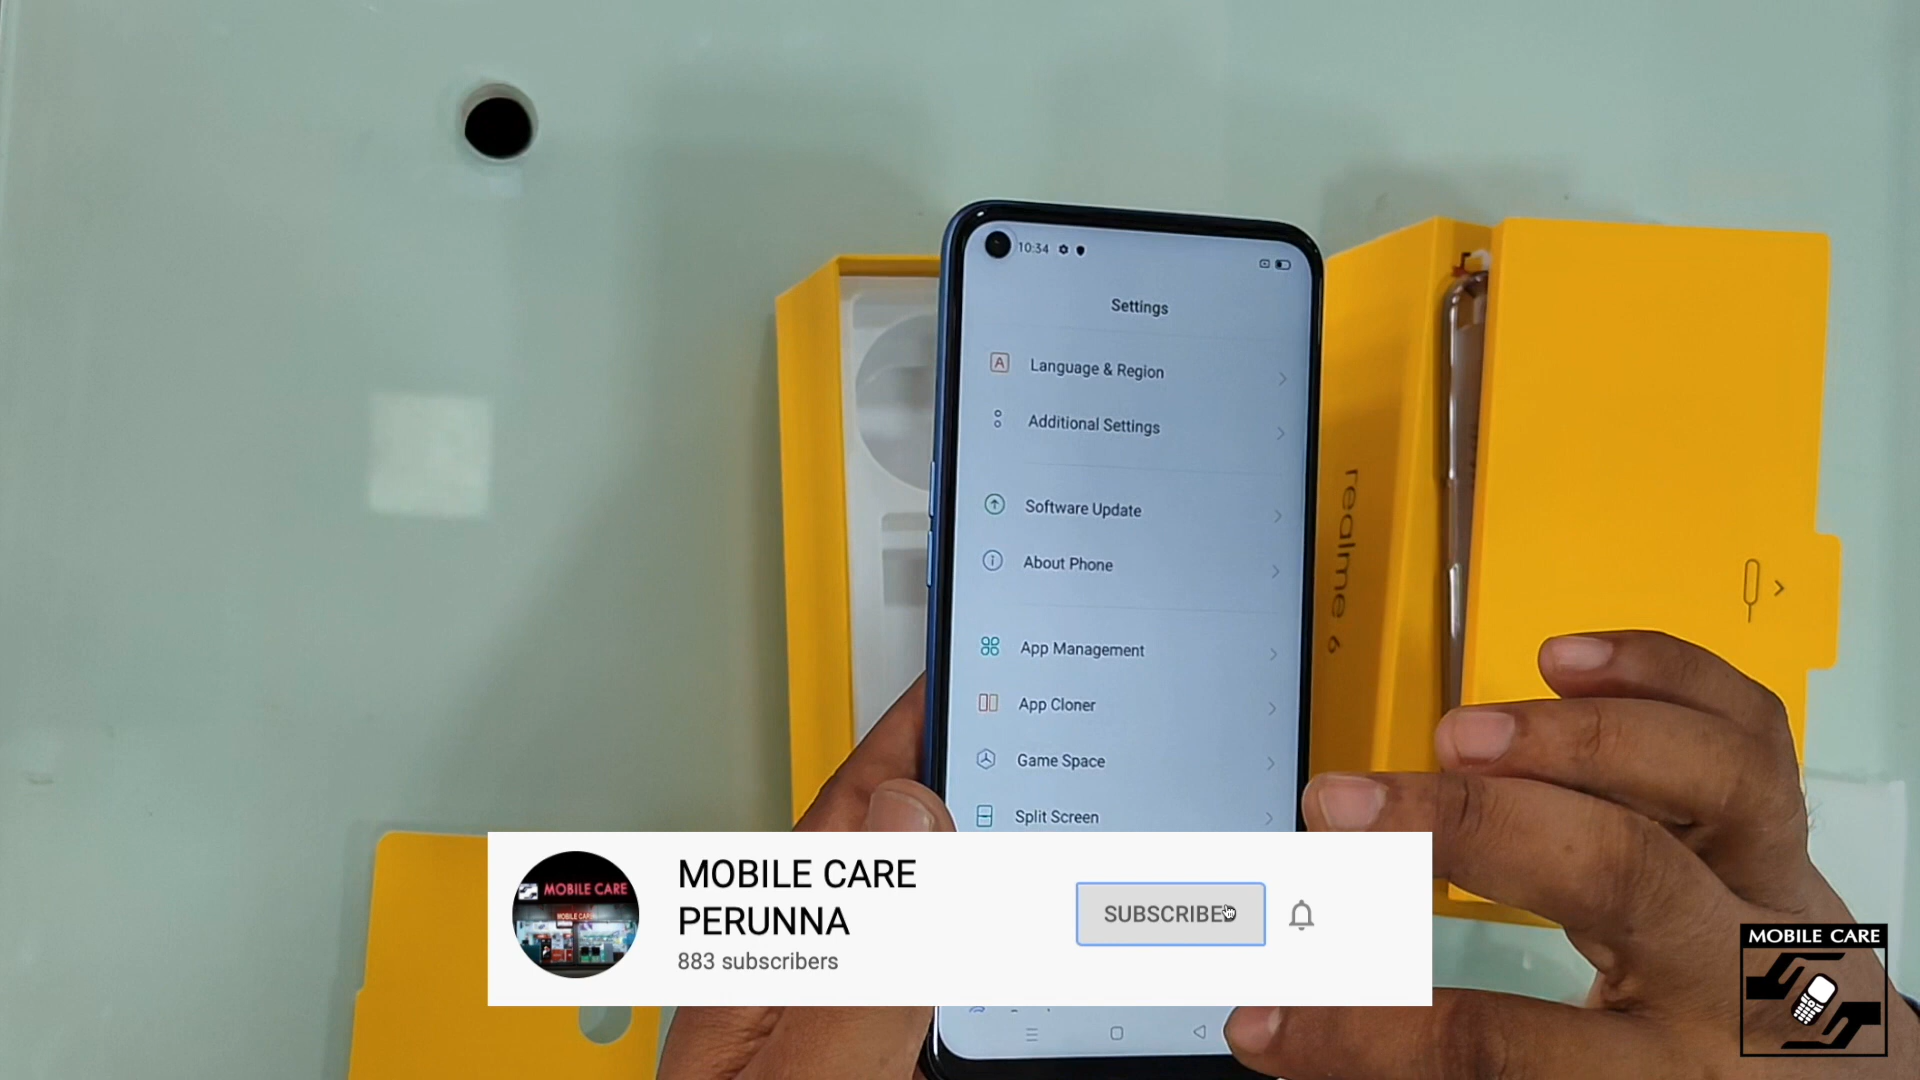 10:34
Settings
A
Language & Region
Additional Settings
Software Update
About Phone
App Management
App Cloner
Game Space
Split Screen
realme 6
MOBILE CARE
MOBILE CARE
PERUNNA
883 subscribers
SUBSCRIBED
MOBILE CARE